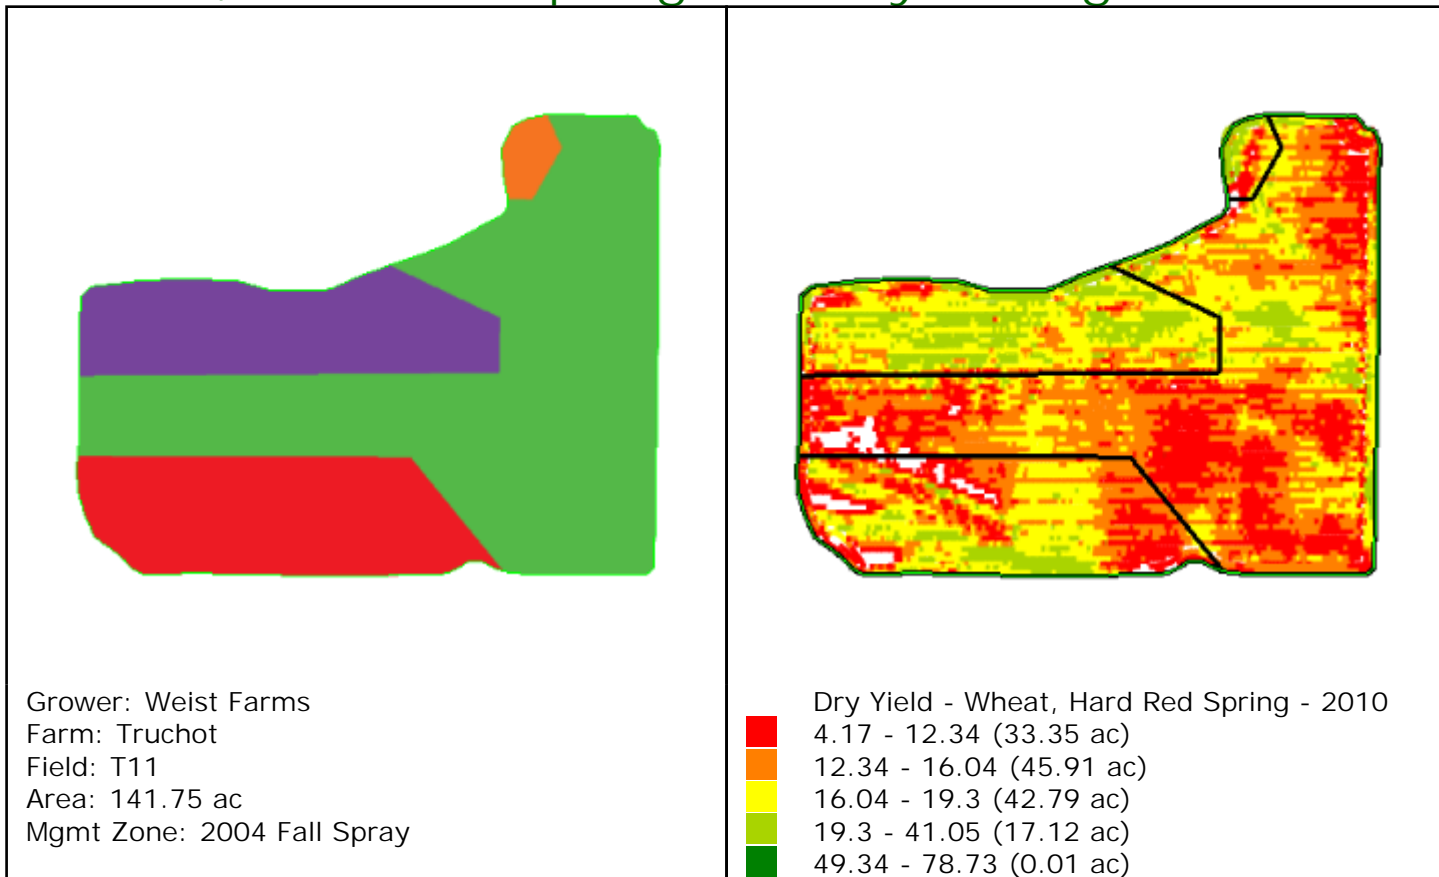 Grower: Weist Farms
Farm: Truchot
Field: T11
Area: 141.75 ac
Mgmt Zone: 2004 Fall Spray
Dry Yield - Wheat, Hard Red Spring - 2010
4.17 - 12.34 (33.35 ac)
12.34 - 16.04 (45.91 ac)
16.04 - 19.3 (42.79 ac)
19.3 - 41.05 (17.12 ac)
49.34 - 78.73 (0.01 ac)